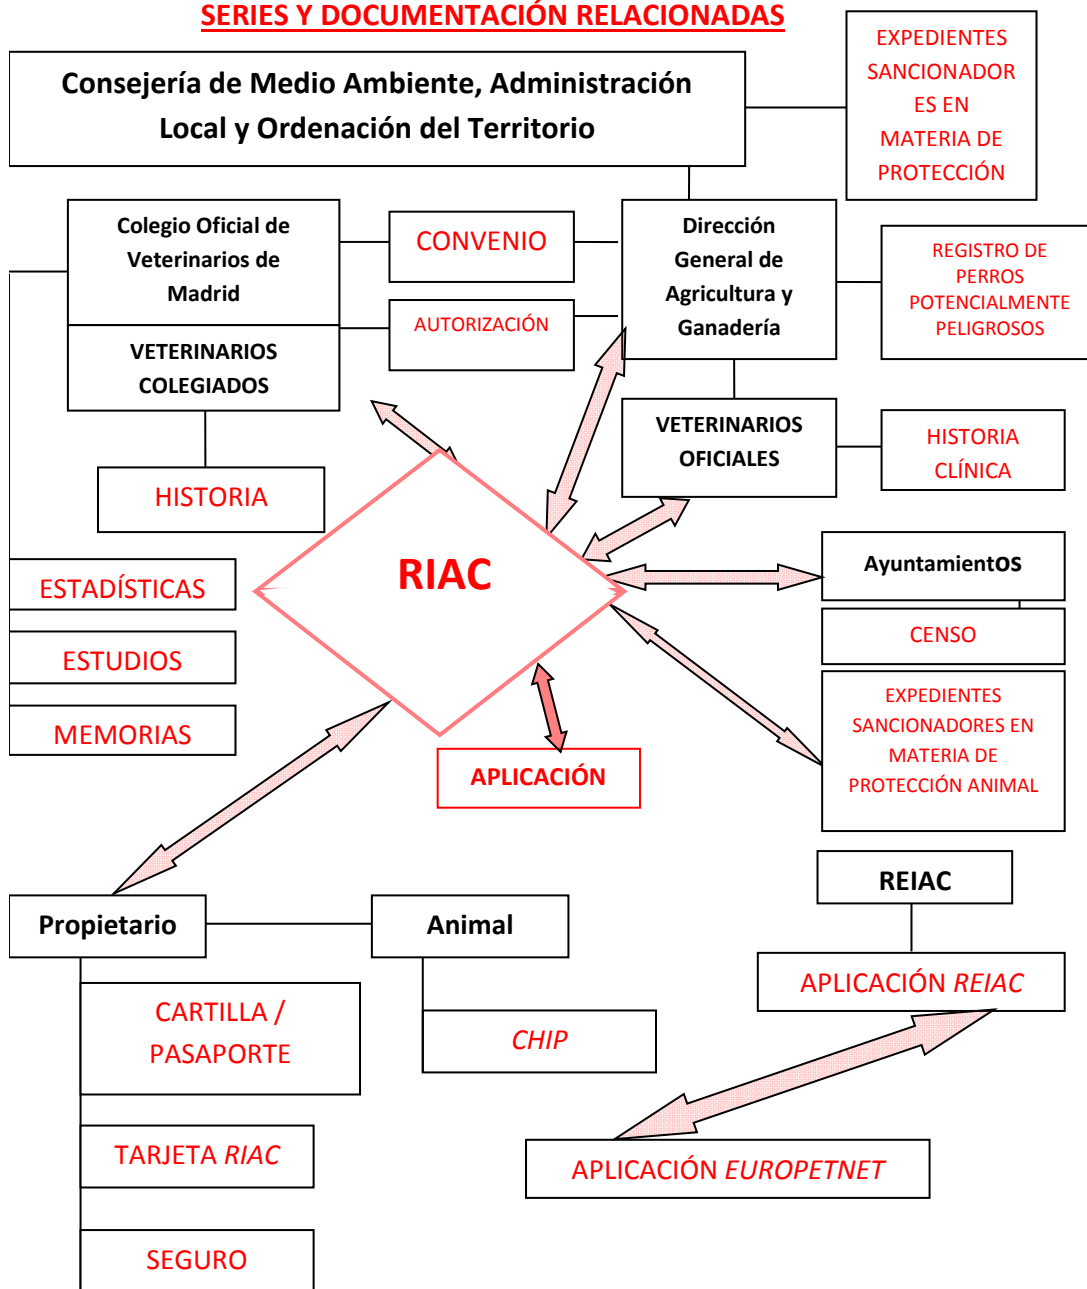 SERIES Y DOCUMENTACIÓN RELACIONADAS
Consejería de Medio Ambiente, Administración
Local y Ordenación del Territorio
EXPEDIENTES
SANCIONADOR
ES EN
MATERIA DE
PROTECCIÓN
Colegio Oficial de
Veterinarios de
Madrid
VETERINARIOS
COLEGIADOS
CONVENIO
AUTORIZACIÓN
Dirección
General de
Agricultura y
Ganadería
REGISTRO DE
PERROS
POTENCIALMENTE
PELIGROSOS
VETERINARIOS
OFICIALES
HISTORIA
CLÍNICA
HISTORIA
RIAC
AyuntamientOS
CENSO
ESTADÍSTICAS
ESTUDIOS
MEMORIAS
EXPEDIENTES
SANCIONADORES EN
MATERIA DE
PROTECCIÓN ANIMAL
APLICACIÓN
REIAC
Propietario
Animal
APLICACIÓN REIAC
CARTILLA /
PASAPORTE
CHIP
TARJETA RIAC
APLICACIÓN EUROPETNET
SEGURO